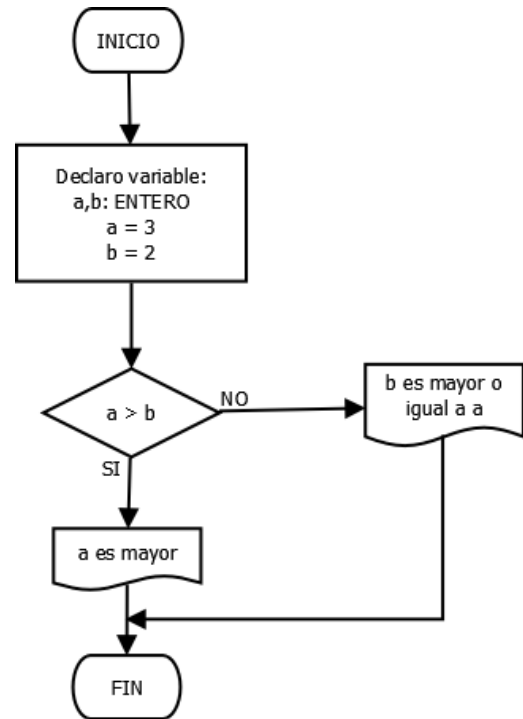 INICIO
Declaro variable:
a,b: ENTERO
a = 3
b = 2
a > b
NO
b es mayor o
igual a a
SI
a es mayor
FIN